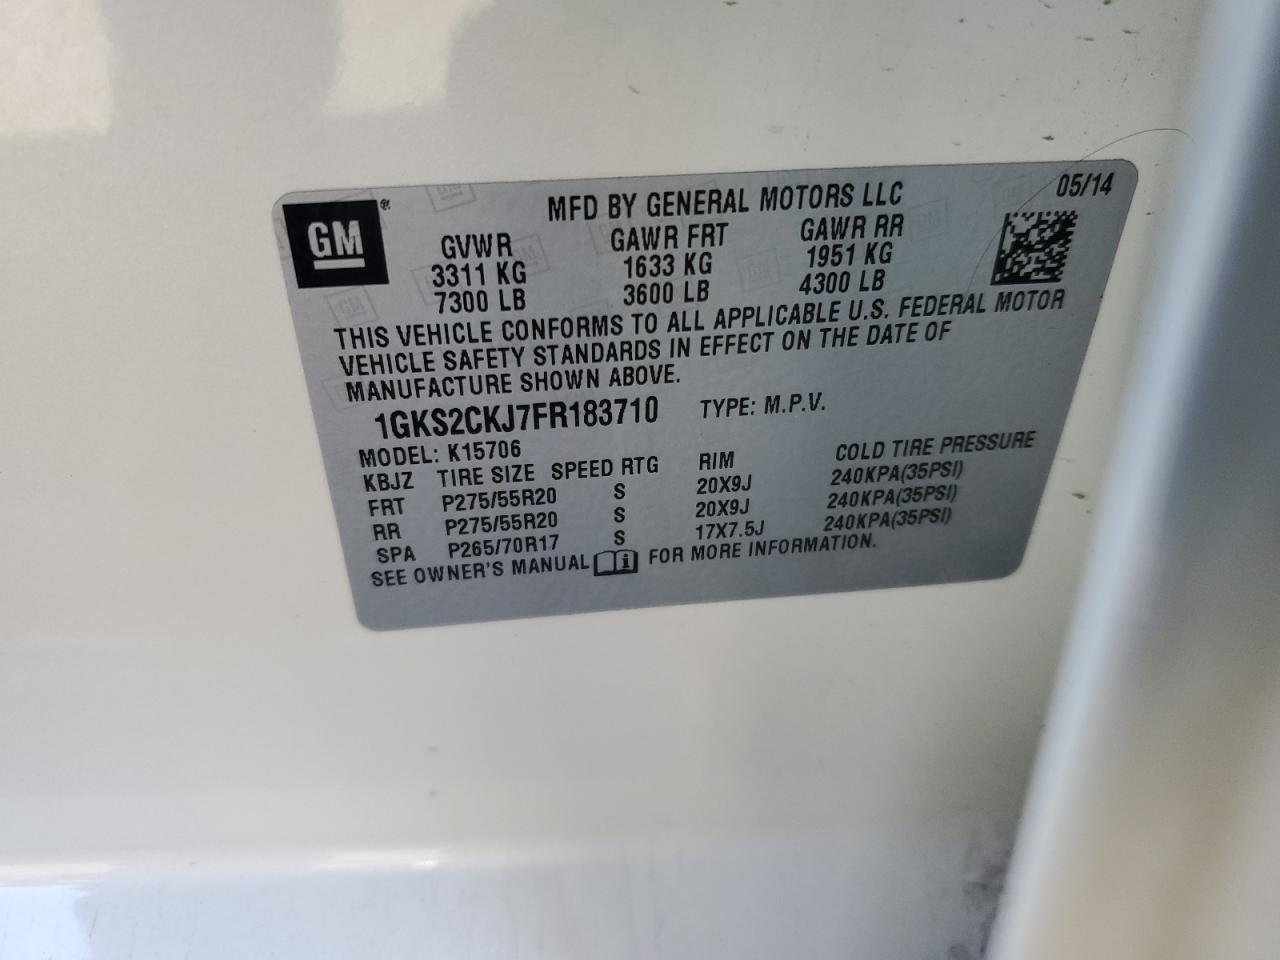 GM ®
MFD BY GENERAL MOTORS LLC 05/14
GVWR GAWR FRT GAWR RR
3311 KG 1633 KG 1951 KG
7300 LB 3600 LB 4300 LB
THIS VEHICLE CONFORMS TO ALL APPLICABLE U.S. FEDERAL MOTOR
VEHICLE SAFETY STANDARDS IN EFFECT ON THE DATE OF
MANUFACTURE SHOWN ABOVE.
1GKS2CKJ7FR183710 TYPE: M.P.V.
MODEL: K15706
KBJZ TIRE SIZE SPEED RTG RIM COLD TIRE PRESSURE
FRT P275/55R20 S 20X9J 240KPA(35PSI)
RR P275/55R20 S 20X9J 240KPA(35PSI)
SPA P265/70R17 S 17X7.5J 240KPA(35PSI)
SEE OWNER'S MANUAL i FOR MORE INFORMATION.